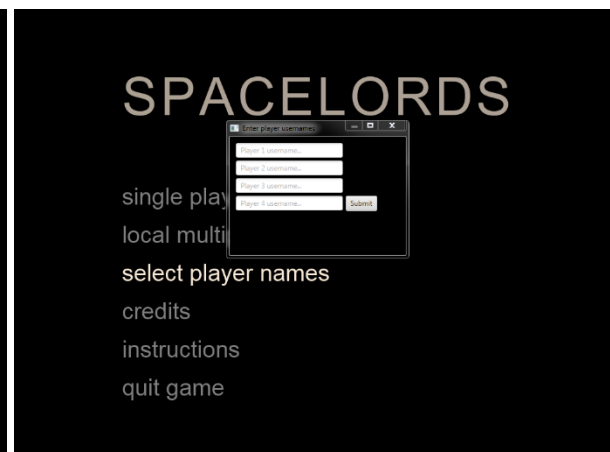 SPACELORDS
Enter player usernames
Player 1 username..
Player 2 username..
Player 3 username..
Player 4 username..
Submit
single play
local multi
select player names
credits
instructions
quit game